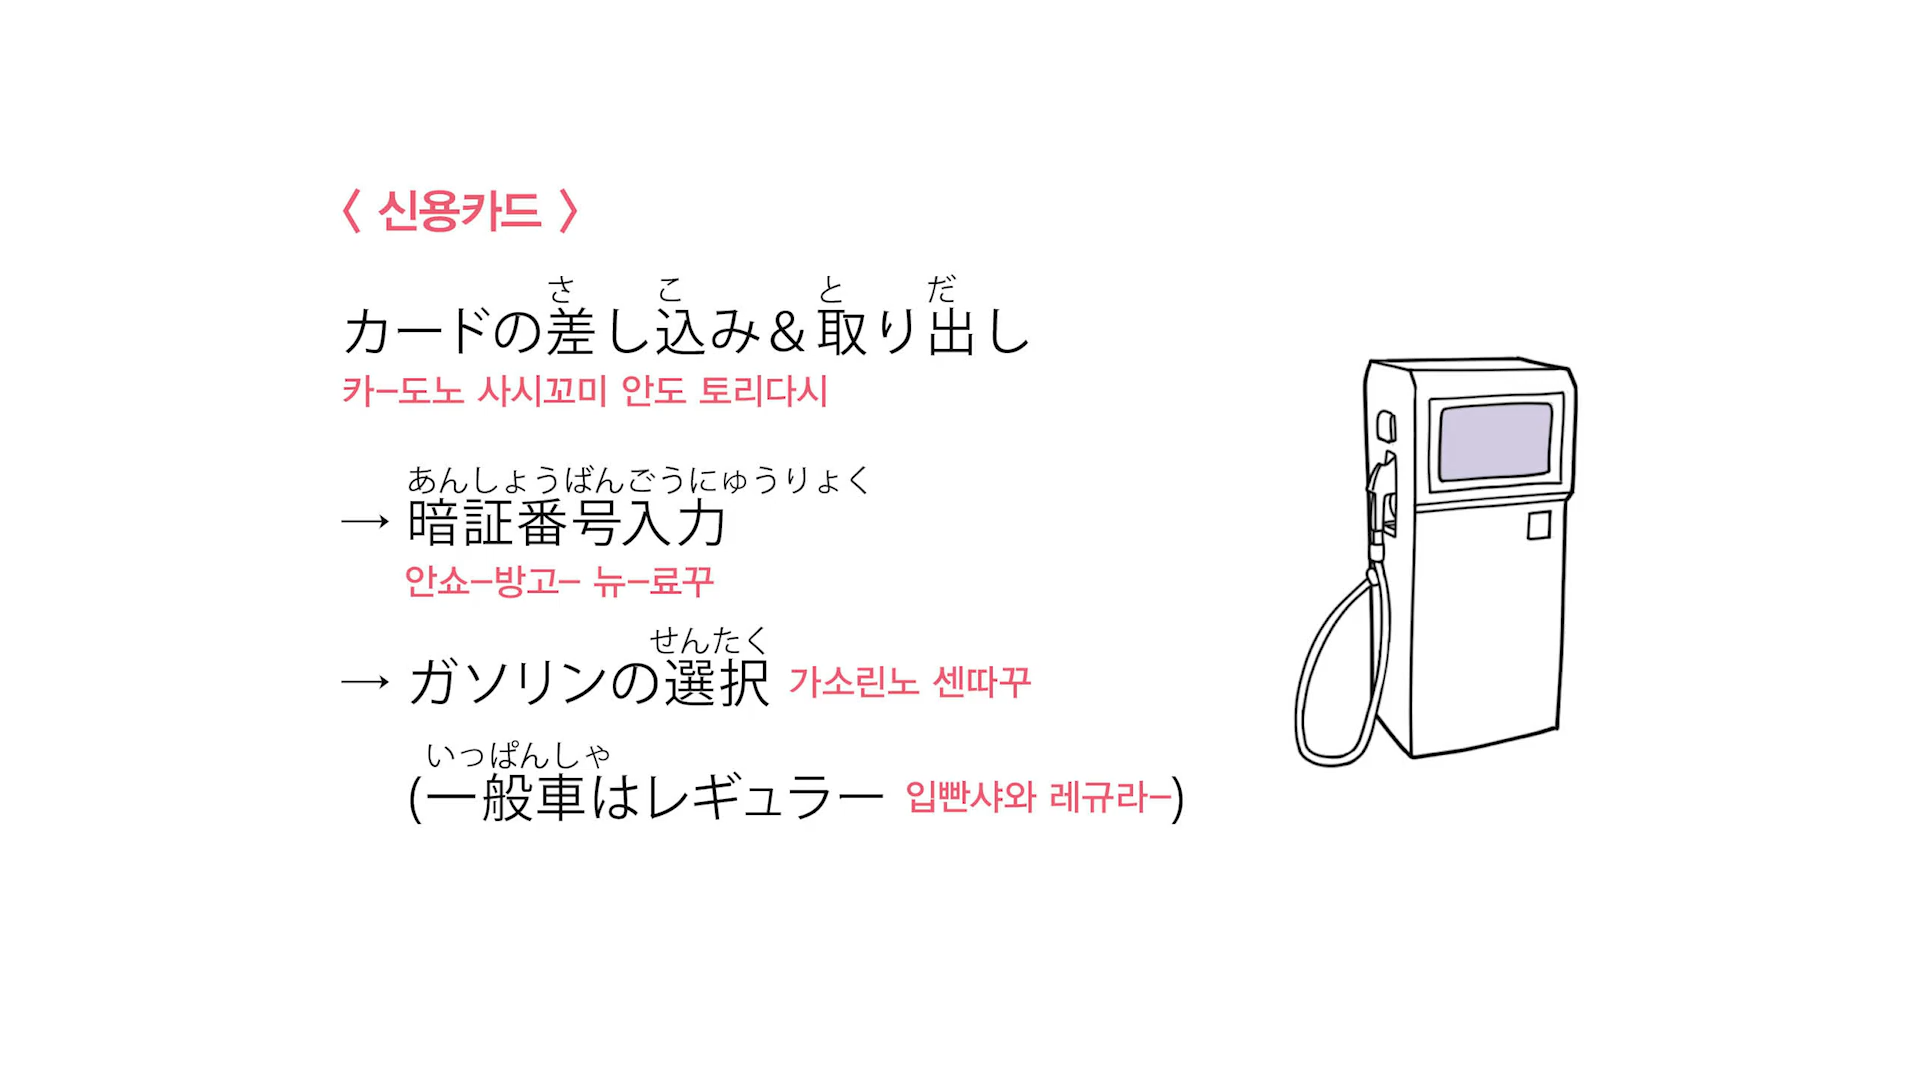 〈 신용카드 〉
さ こ と だ
カードの差し込み＆取り出し
카–도노 사시꼬미 안도 토리다시
あんしょうばんごうにゅうりょく
→ 暗証番号入力
안쇼–방고– 뉴–료꾸
せんたく
→ ガソリンの選択 가소린노 센따꾸
いっぱんしゃ
(一般車はレギュラー 입빤샤와 레규라–)